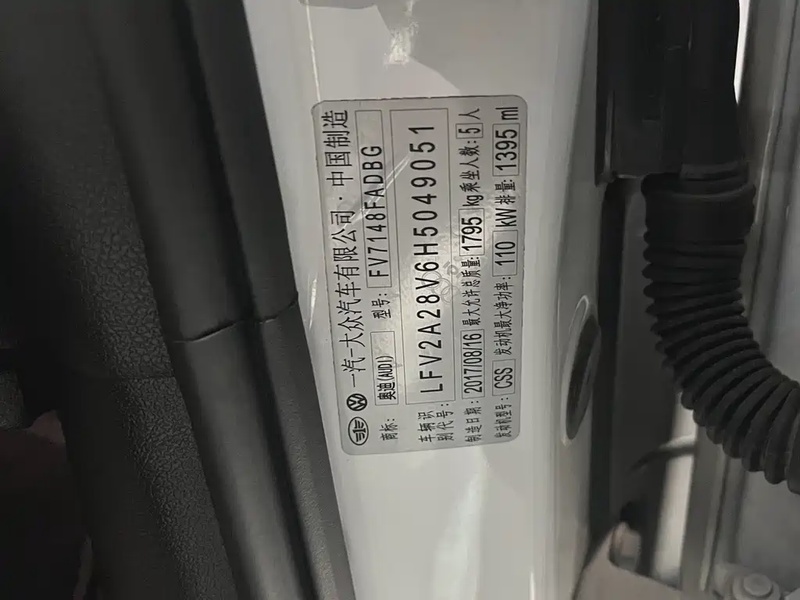 一汽-大众汽车有限公司·中国制造
商标: 奥迪(AUDI) 型号: FV7148FADBG
车辆识别代号: LFV2A28V6H5049051
制造日期: 2017/08/16 最大允许总质量: 1795 kg 乘坐人数: 5 人
发动机型号: CSS 发动机最大净功率: 110 kW 排量: 1395 ml